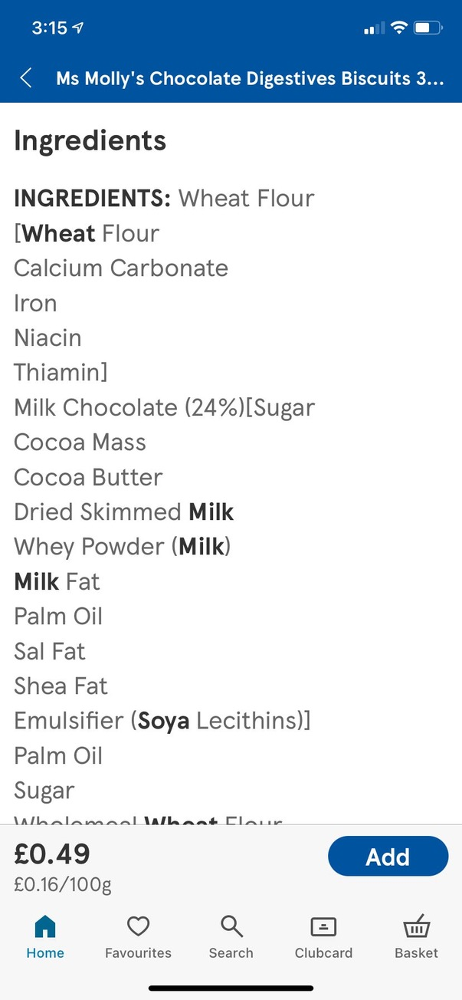 3:15
Ms Molly's Chocolate Digestives Biscuits 3...
Ingredients
INGREDIENTS: Wheat Flour
[Wheat Flour
Calcium Carbonate
Iron
Niacin
Thiamin]
Milk Chocolate (24%)[Sugar
Cocoa Mass
Cocoa Butter
Dried Skimmed Milk
Whey Powder (Milk)
Milk Fat
Palm Oil
Sal Fat
Shea Fat
Emulsifier (Soya Lecithins)]
Palm Oil
Sugar
Wholemeal Wheat Flour
£0.49
Add
£0.16/100g
Home
Favourites
Search
Clubcard
Basket